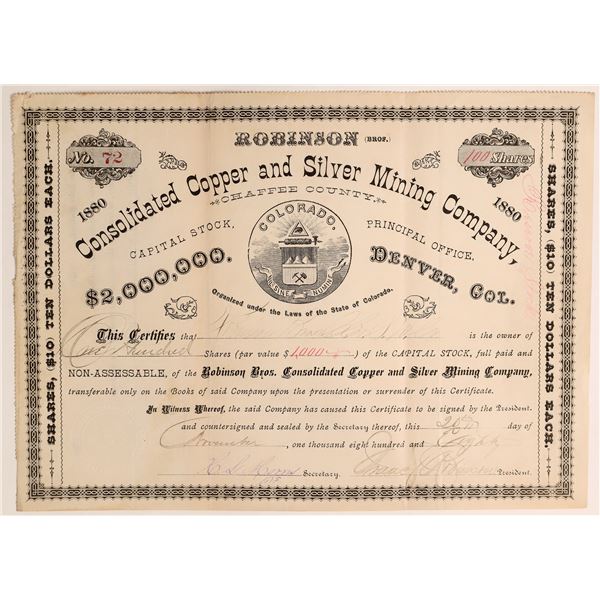 ROBINSON (BROS.)
No. 72
100 Shares
1880
Consolidated Copper and Silver Mining Company,
1880
CHAFFEE COUNTY.
CAPITAL STOCK,
$2,000,000.
COLORADO.
PRINCIPAL OFFICE,
DENVER, COL.
Organized under the Laws of the State of Colorado.
SHARES, ($10) TEN DOLLARS EACH.
SHARES, ($10) TEN DOLLARS EACH.
This Certifies that is the owner of
One Hundred Shares (par value $1,000) of the CAPITAL STOCK, full paid and
NON-ASSESSABLE, of the Robinson Bros. Consolidated Copper and Silver Mining Company,
transferable only on the Books of said Company upon the presentation or surrender of this Certificate.
In Witness Whereof, the said Company has caused this Certificate to be signed by the President.
and countersigned and sealed by the Secretary thereof, this 26th day of
November, one thousand eight hundred and Eighty
Secretary. Robinson President.